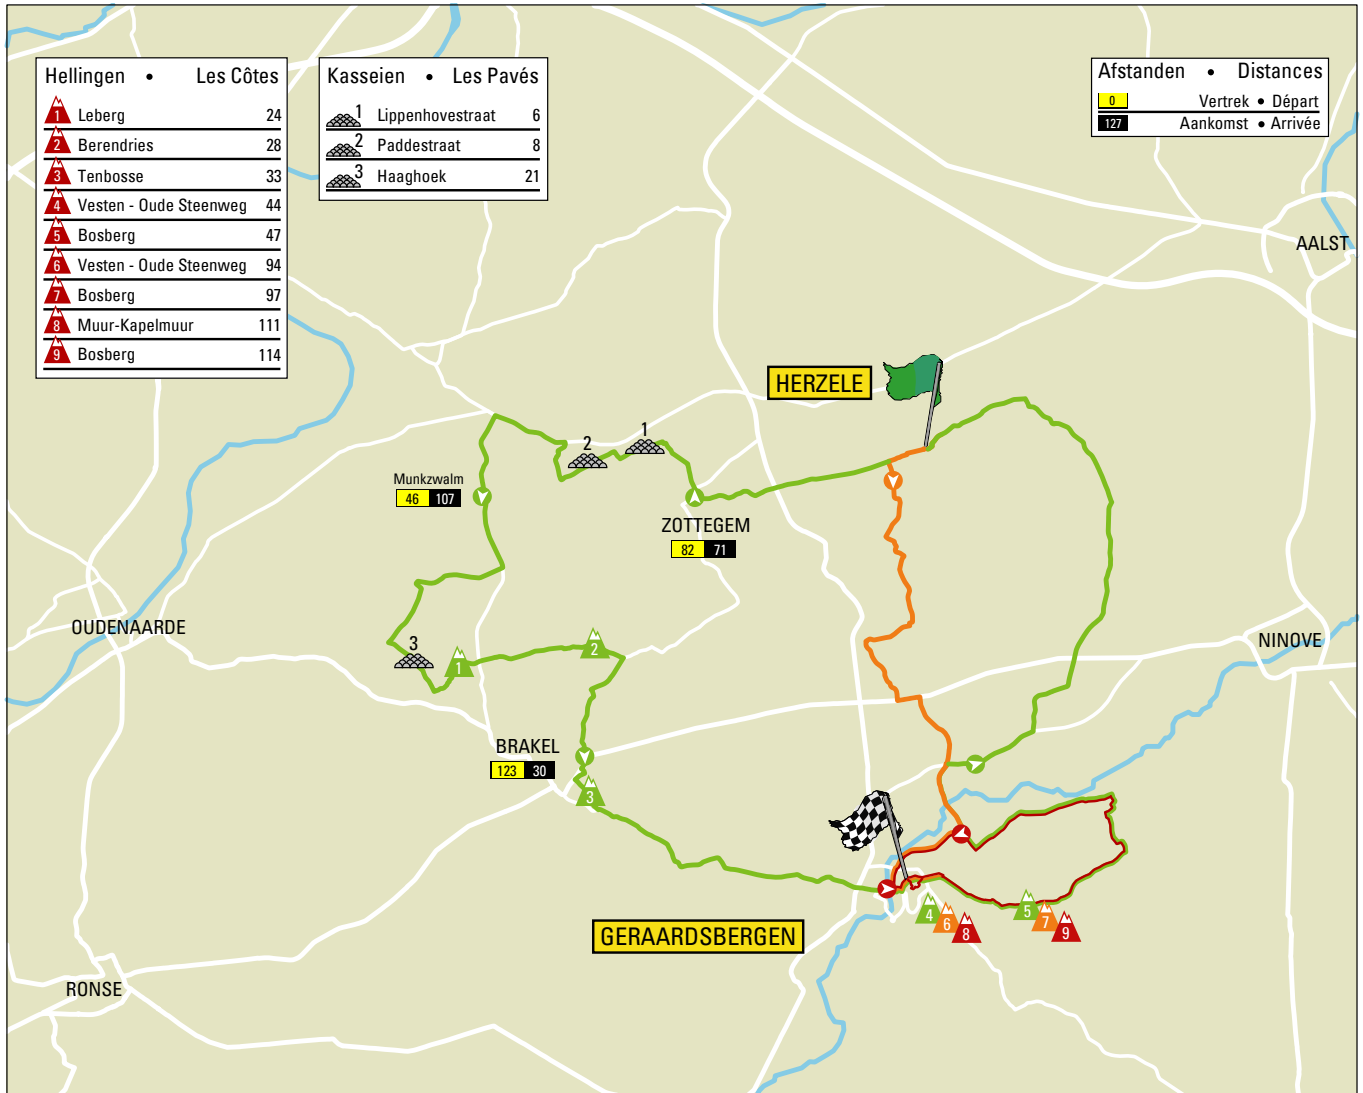 Hellingen • Les Côtes
1 Leberg 24
2 Berendries 28
3 Tenbosse 33
4 Vesten - Oude Steenweg 44
5 Bosberg 47
6 Vesten - Oude Steenweg 94
7 Bosberg 97
8 Muur-Kapelmuur 111
9 Bosberg 114
Kasseien • Les Pavés
1 Lippenhovestraat 6
2 Paddestraat 8
3 Haaghoek 21
Afstanden • Distances
0 Vertrek • Départ
127 Aankomst • Arrivée
AALST
HERZELE
1
2
Munkzwalm
46 107
ZOTTEGEM
82 71
OUDENAARDE
NINOVE
3
1
2
BRAKEL
123 30
3
4
6
8
5
7
9
GERAARDSBERGEN
RONSE